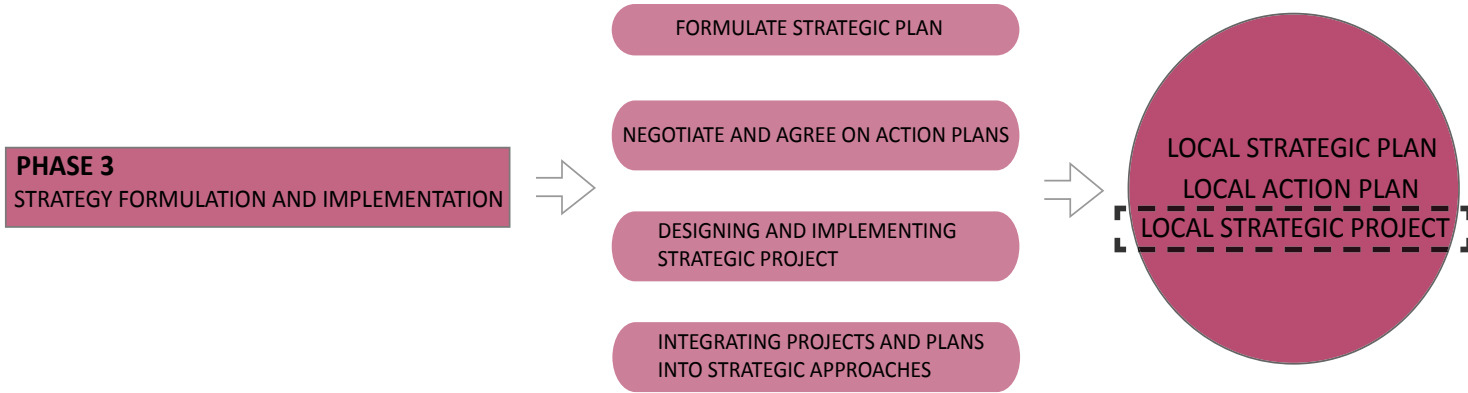 PHASE 3
STRATEGY FORMULATION AND IMPLEMENTATION
FORMULATE STRATEGIC PLAN
NEGOTIATE AND AGREE ON ACTION PLANS
DESIGNING AND IMPLEMENTING
STRATEGIC PROJECT
INTEGRATING PROJECTS AND PLANS
INTO STRATEGIC APPROACHES
LOCAL STRATEGIC PLAN
LOCAL ACTION PLAN
LOCAL STRATEGIC PROJECT